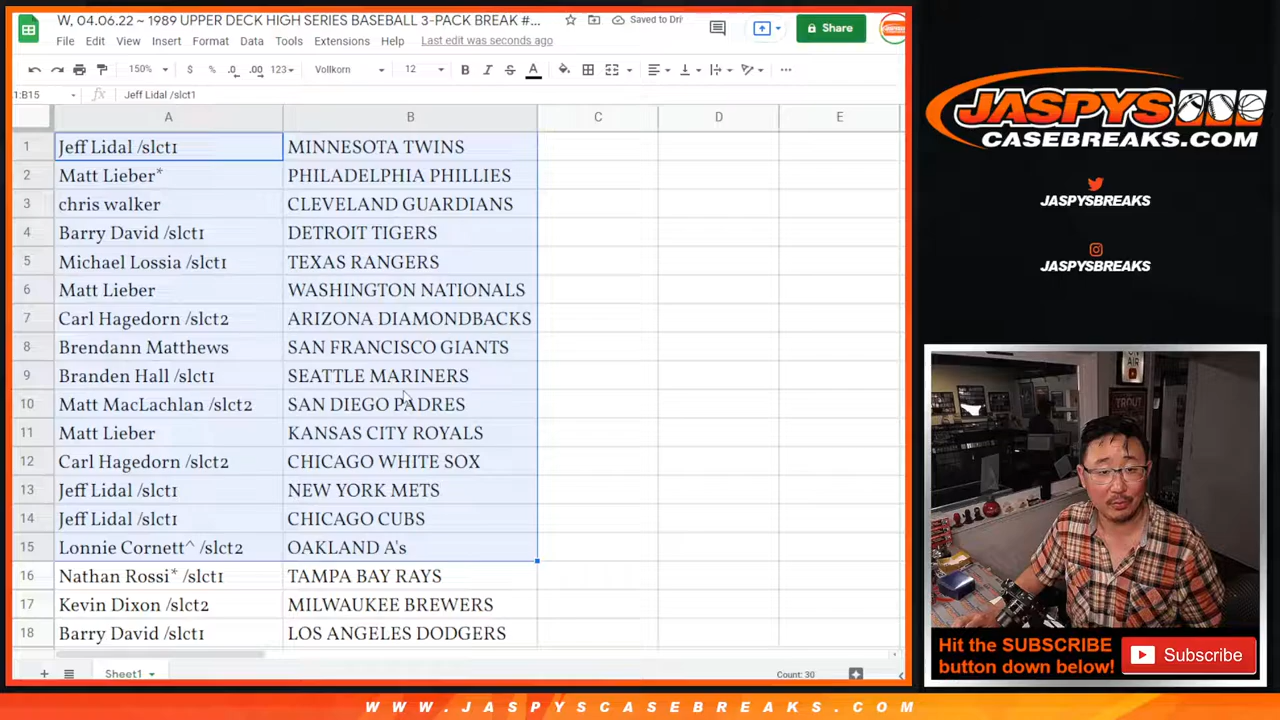 W, 04.06.22 ~ 1989 UPPER DECK HIGH SERIES BASEBALL 3-PACK BREAK #...
Saved to Dri
File Edit View Insert Format Data Tools Extensions Help Last edit was seconds ago
Share
150% $ % .0 .00 123 Vollkorn 12 B I S A
1:B15 fx Jeff Lidal /slct1
A B C D E
1 Jeff Lidal /slct1 MINNESOTA TWINS
2 Matt Lieber* PHILADELPHIA PHILLIES
3 chris walker CLEVELAND GUARDIANS
4 Barry David /slct1 DETROIT TIGERS
5 Michael Lossia /slct1 TEXAS RANGERS
6 Matt Lieber WASHINGTON NATIONALS
7 Carl Hagedorn /slct2 ARIZONA DIAMONDBACKS
8 Brendann Matthews SAN FRANCISCO GIANTS
9 Branden Hall /slct1 SEATTLE MARINERS
10 Matt MacLachlan /slct2 SAN DIEGO PADRES
11 Matt Lieber KANSAS CITY ROYALS
12 Carl Hagedorn /slct2 CHICAGO WHITE SOX
13 Jeff Lidal /slct1 NEW YORK METS
14 Jeff Lidal /slct1 CHICAGO CUBS
15 Lonnie Cornett^ /slct2 OAKLAND A's
16 Nathan Rossi* /slct1 TAMPA BAY RAYS
17 Kevin Dixon /slct2 MILWAUKEE BREWERS
18 Barry David /slct1 LOS ANGELES DODGERS
Sheet1
Count: 30
JASPYS
CASEBREAKS.COM
JASPYSBREAKS
JASPYSBREAKS
ON AIR
TROUT
Hit the SUBSCRIBE
button down below!
Subscribe
WWW.JASPYSCASEBREAKS.COM